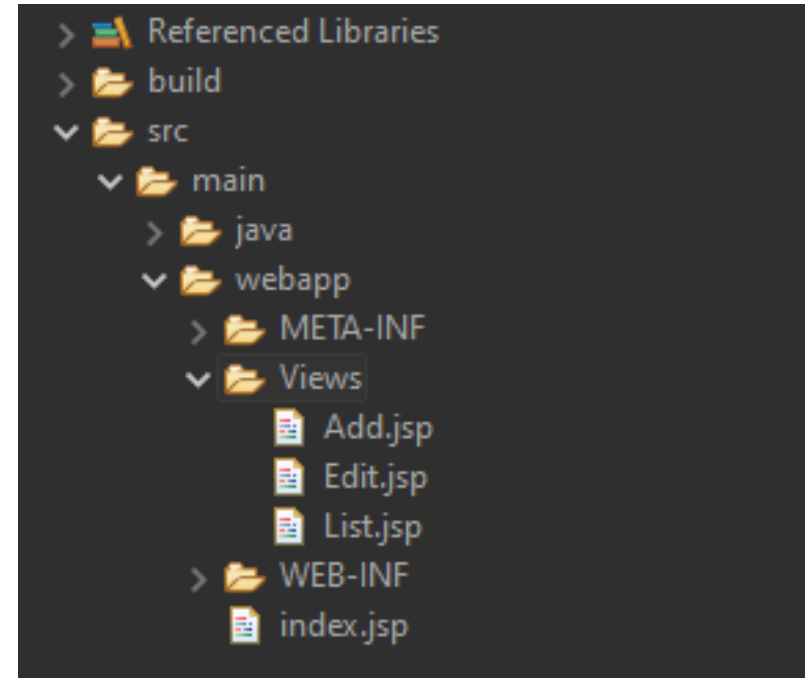 Referenced Libraries
build
src
main
java
webapp
META-INF
Views
Add.jsp
Edit.jsp
List.jsp
WEB-INF
index.jsp